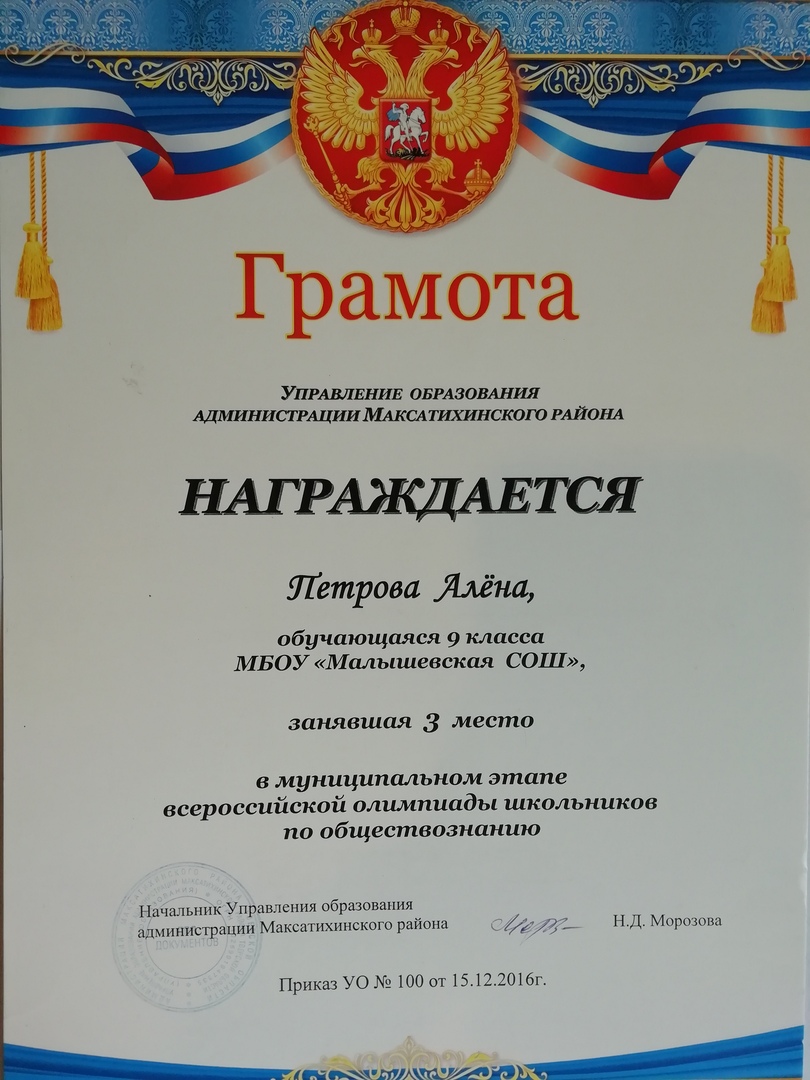 Грамота
Управление образования
администрации Максатихинского района
НАГРАЖДАЕТСЯ
Петрова Алёна,
обучающаяся 9 класса
МБОУ «Малышевская СОШ»,
занявшая 3 место
в муниципальном этапе
всероссийской олимпиады школьников
по обществознанию
Начальник Управления образования
администрации Максатихинского района
Н.Д. Морозова
ДОКУМЕНТОВ
Приказ УО № 100 от 15.12.2016г.